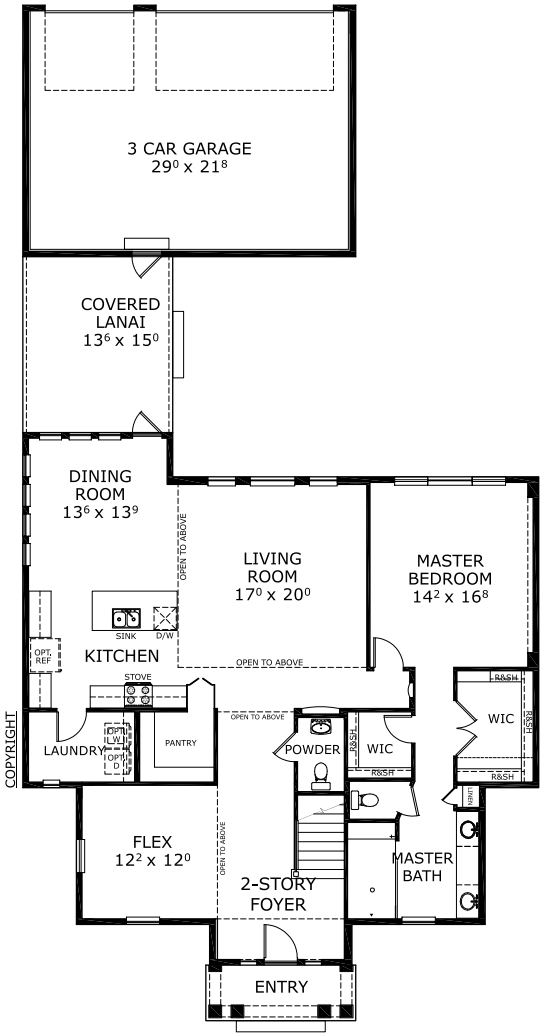 3 CAR GARAGE
29⁰ x 21⁸
COVERED
LANAI
13⁶ x 15⁰
DINING
ROOM
13⁶ x 13⁹
OPEN TO ABOVE
LIVING
ROOM
17⁰ x 20⁰
MASTER
BEDROOM
14² x 16⁸
SINK
D/W
OPT.
REF
KITCHEN
OPEN TO ABOVE
STOVE
R&SH
OPEN TO ABOVE
WIC
R&SH
COPYRIGHT
LAUNDRY
OPT.
W
OPT.
D
PANTRY
POWDER
R&SH
WIC
R&SH
R&SH
LINEN
FLEX
12² x 12⁰
OPEN TO ABOVE
2-STORY
FOYER
MASTER
BATH
ENTRY